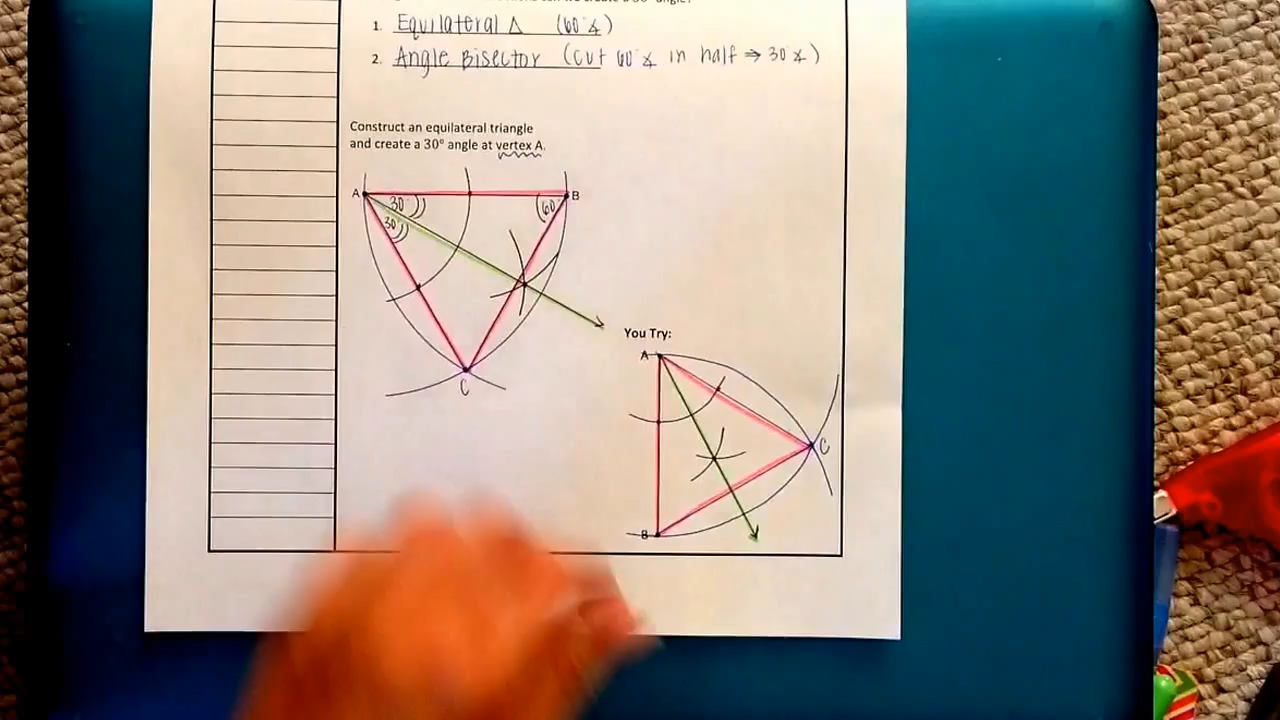 angle?
1. Equilateral △ (60°∡)
2. Angle Bisector (cut 60°∡ in half ⇒ 30°∡)
Construct an equilateral triangle
and create a 30° angle at vertex A.
A
B
30°
60°
30°
C
You Try:
A
C
B